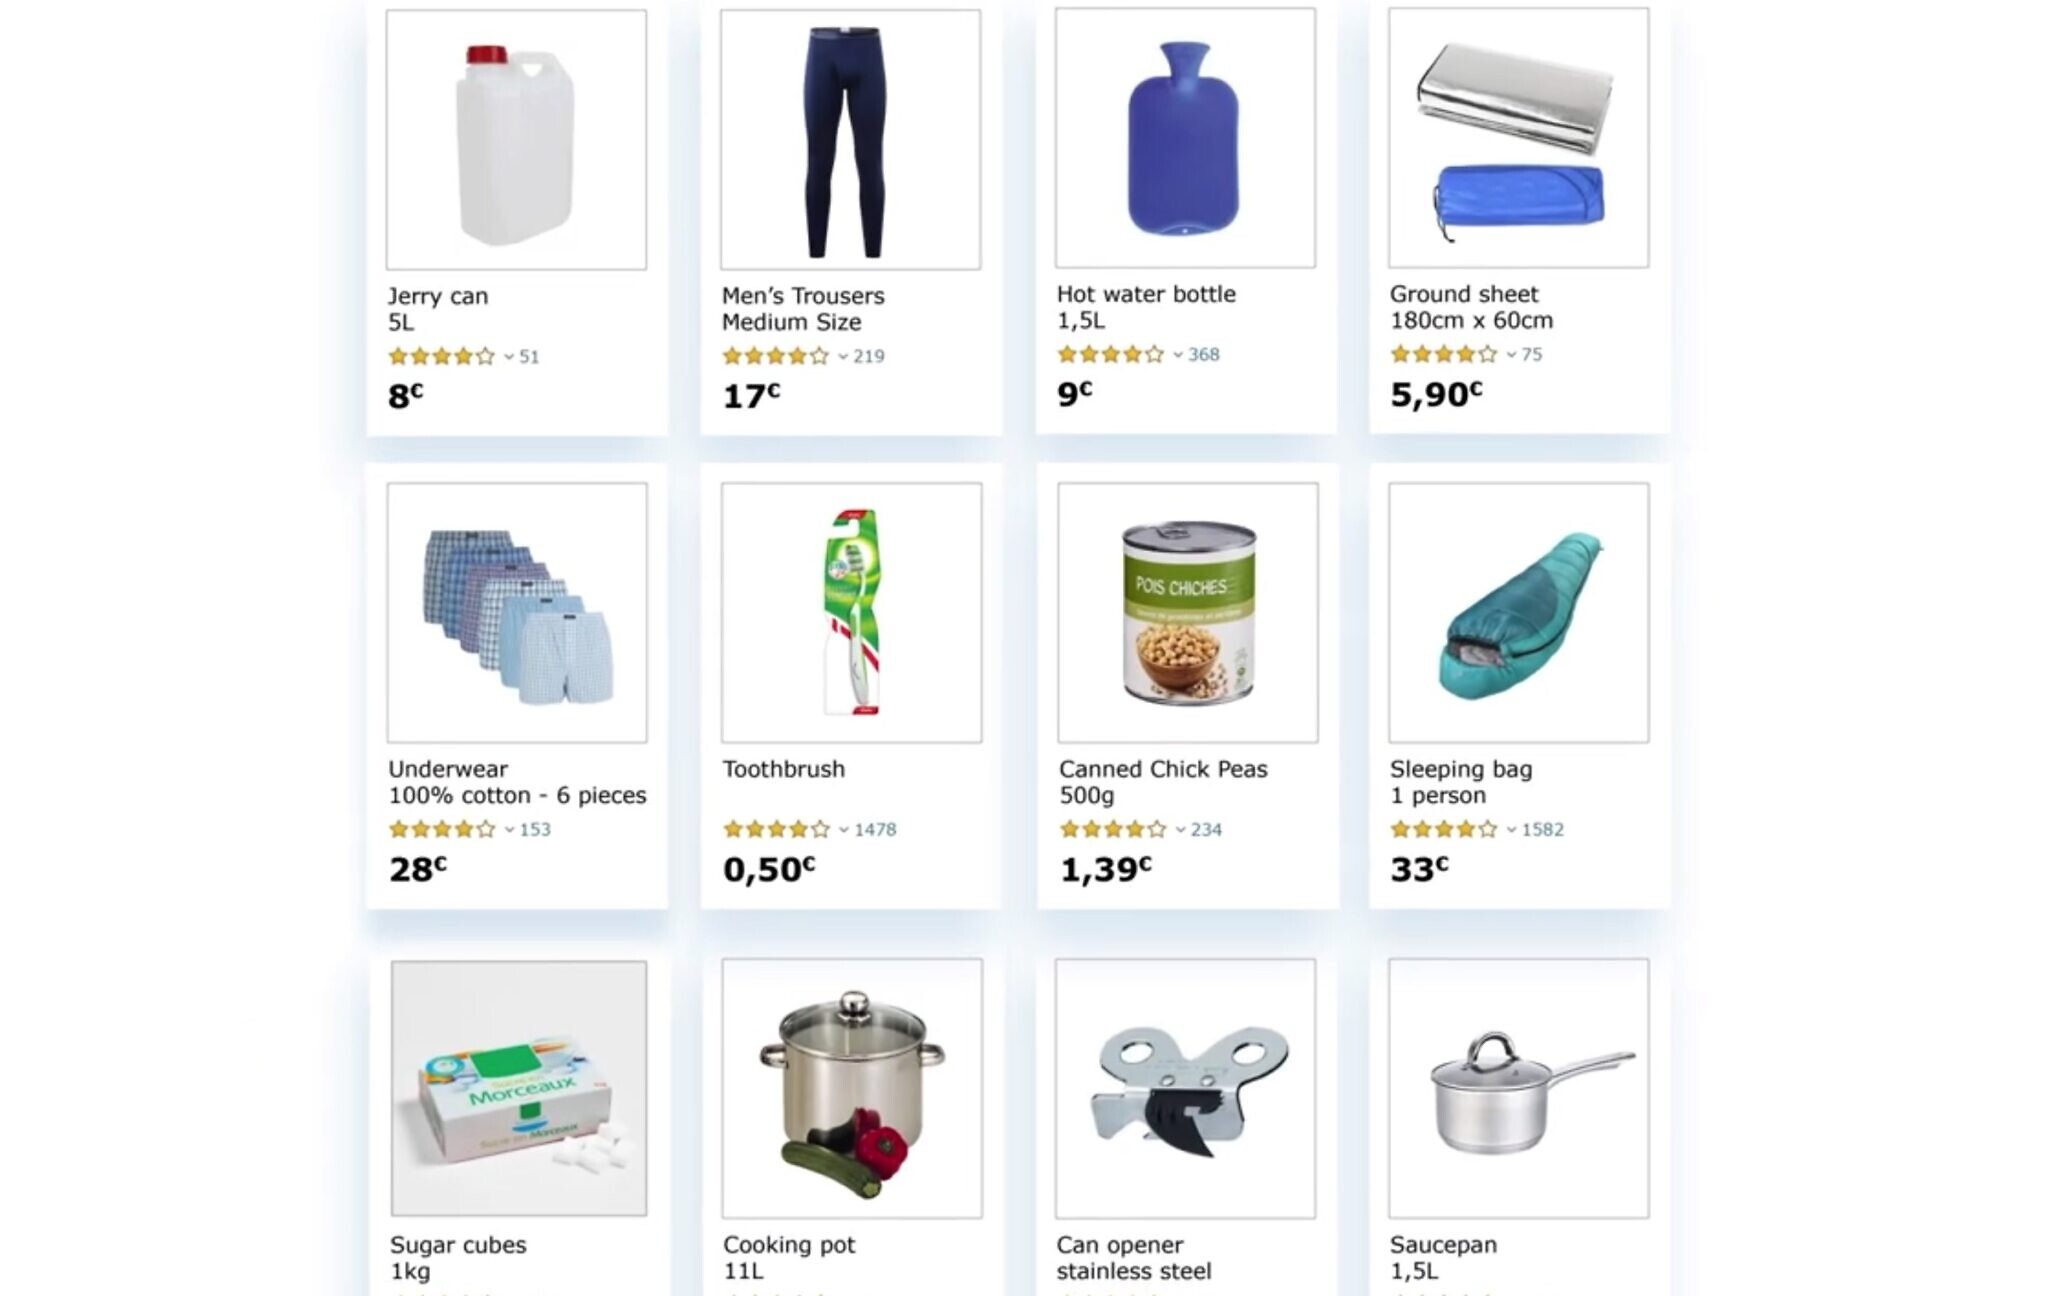 Jerry can
5L
51
8€
Men’s Trousers
Medium Size
219
17€
Hot water bottle
1,5L
368
9€
Ground sheet
180cm x 60cm
75
5,90€
Underwear
100% cotton - 6 pieces
153
28€
Toothbrush
1478
0,50€
POIS CHICHES
Canned Chick Peas
500g
234
1,39€
Sleeping bag
1 person
1582
33€
Morceaux
Sucre en Morceaux
Sugar cubes
1kg
Cooking pot
11L
Can opener
stainless steel
Saucepan
1,5L